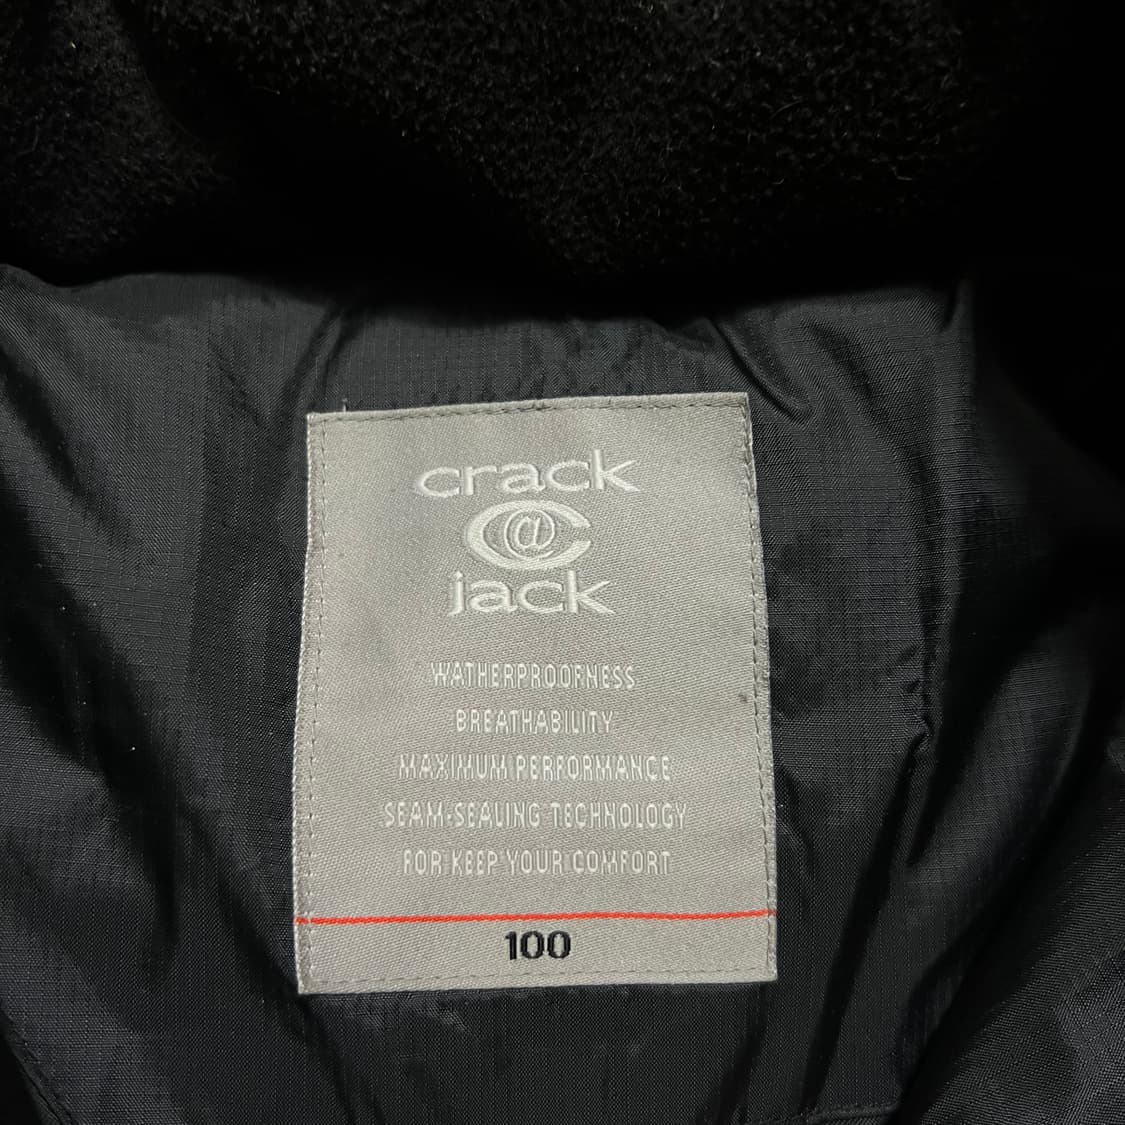 crack
@
jack
WATHERPROOFNESS
BREATHABILITY
MAXIMUM PERFORMANCE
SEAM-SEALING TECHNOLOGY
FOR KEEP YOUR COMFORT
100